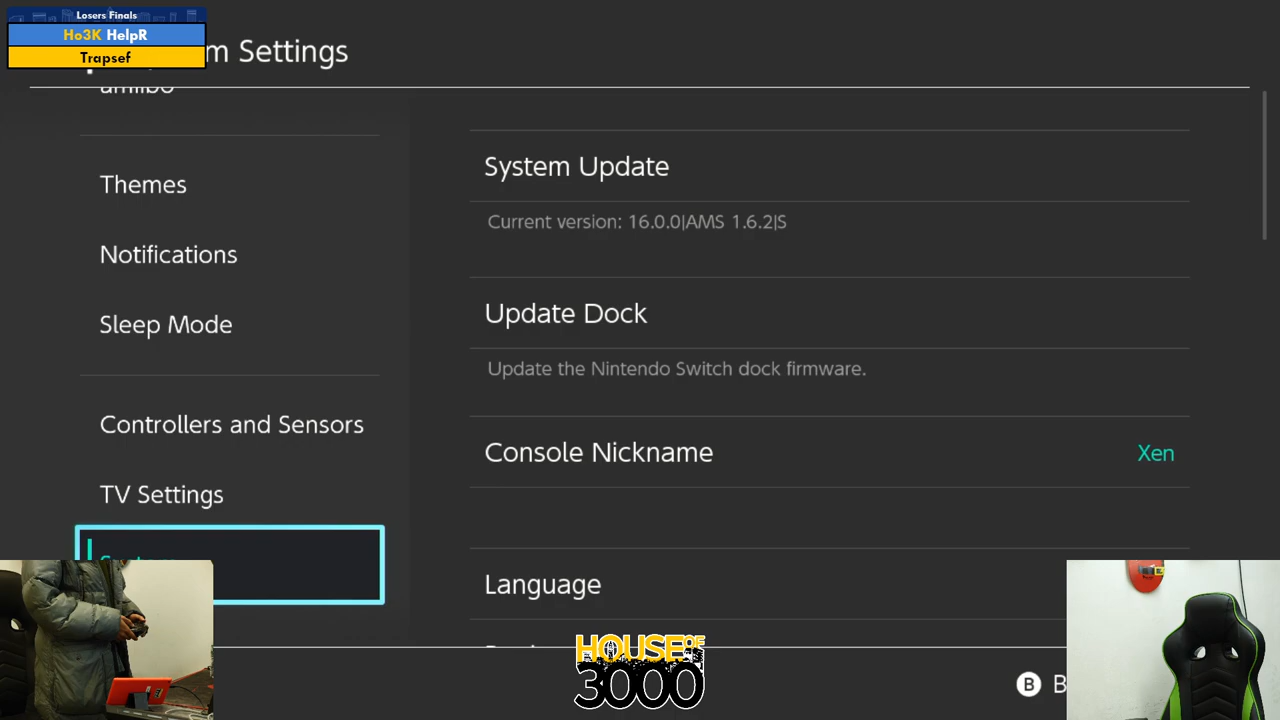 Losers Finals
Ho3K HelpR
Trapsef
m Settings
amiibo
Themes
Notifications
Sleep Mode
Controllers and Sensors
TV Settings
System
System Update
Current version: 16.0.0|AMS 1.6.2|S
Update Dock
Update the Nintendo Switch dock firmware.
Console Nickname
Xen
Language
HOUSE OF
3000
B B